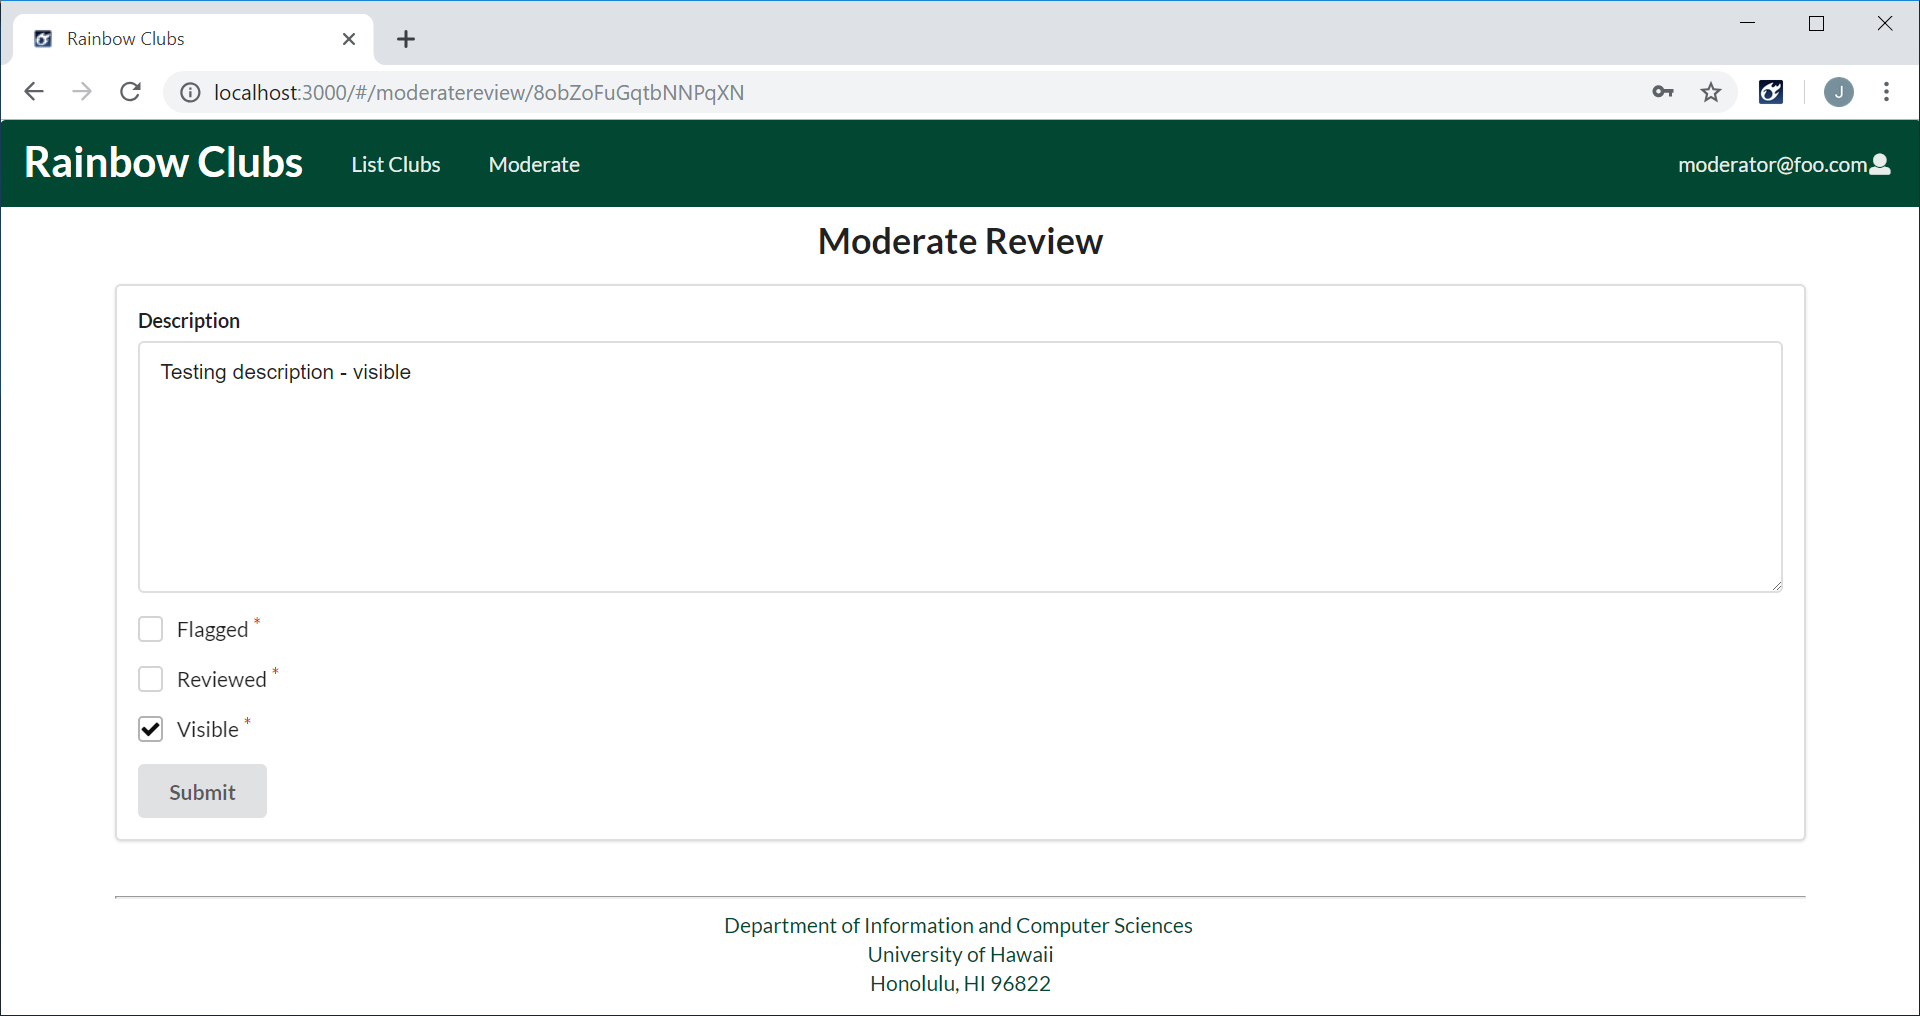 Rainbow Clubs
localhost:3000/#/moderatereview/8obZoFuGqtbNNPqXN
J
Rainbow Clubs List Clubs Moderate moderator@foo.com
Moderate Review
Description
Testing description - visible
Flagged *
Reviewed *
Visible *
Submit
Department of Information and Computer Sciences
University of Hawaii
Honolulu, HI 96822